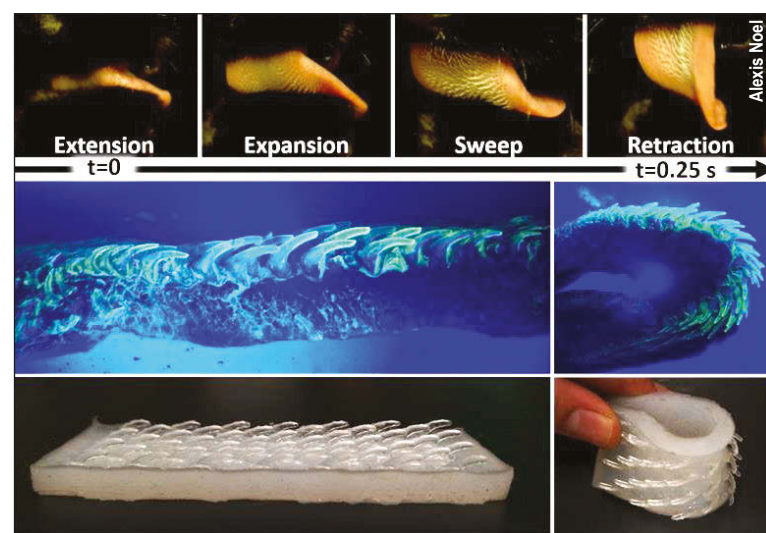 Alexis Noel
Extension
Expansion
Sweep
Retraction
t=0
t=0.25 s